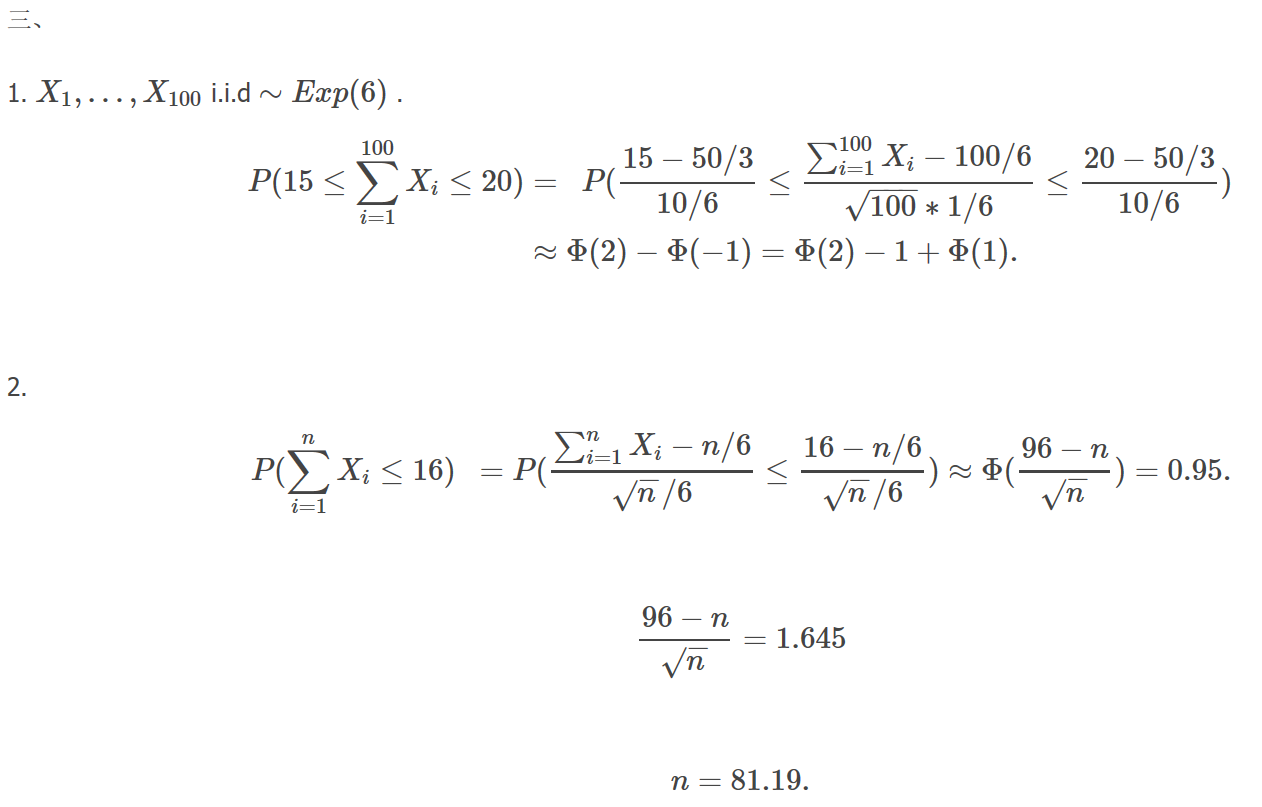 三、
1. X₁, . . . , X₁₀₀ i.i.d ∼ Exp(6) .
P(15 ≤ ∑_{i=1}^{100} X_i ≤ 20) = P( (15 − 50/3)/(10/6) ≤ (∑_{i=1}^{100} X_i − 100/6)/(√100 ∗ 1/6) ≤ (20 − 50/3)/(10/6) )
≈ Φ(2) − Φ(−1) = Φ(2) − 1 + Φ(1).
2.
P(∑_{i=1}^{n} X_i ≤ 16) = P( (∑_{i=1}^{n} X_i − n/6)/(√n/6) ≤ (16 − n/6)/(√n/6) ) ≈ Φ( (96 − n)/√n ) = 0.95.
(96 − n)/√n = 1.645
n = 81.19.